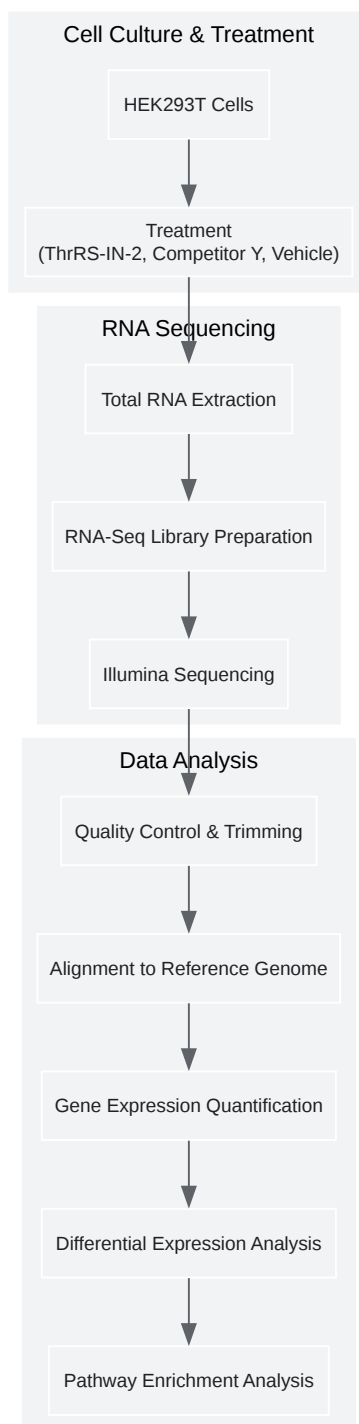 Cell Culture & Treatment
HEK293T Cells
Treatment
(ThrRS-IN-2, Competitor Y, Vehicle)
RNA Sequencing
Total RNA Extraction
RNA-Seq Library Preparation
Illumina Sequencing
Data Analysis
Quality Control & Trimming
Alignment to Reference Genome
Gene Expression Quantification
Differential Expression Analysis
Pathway Enrichment Analysis